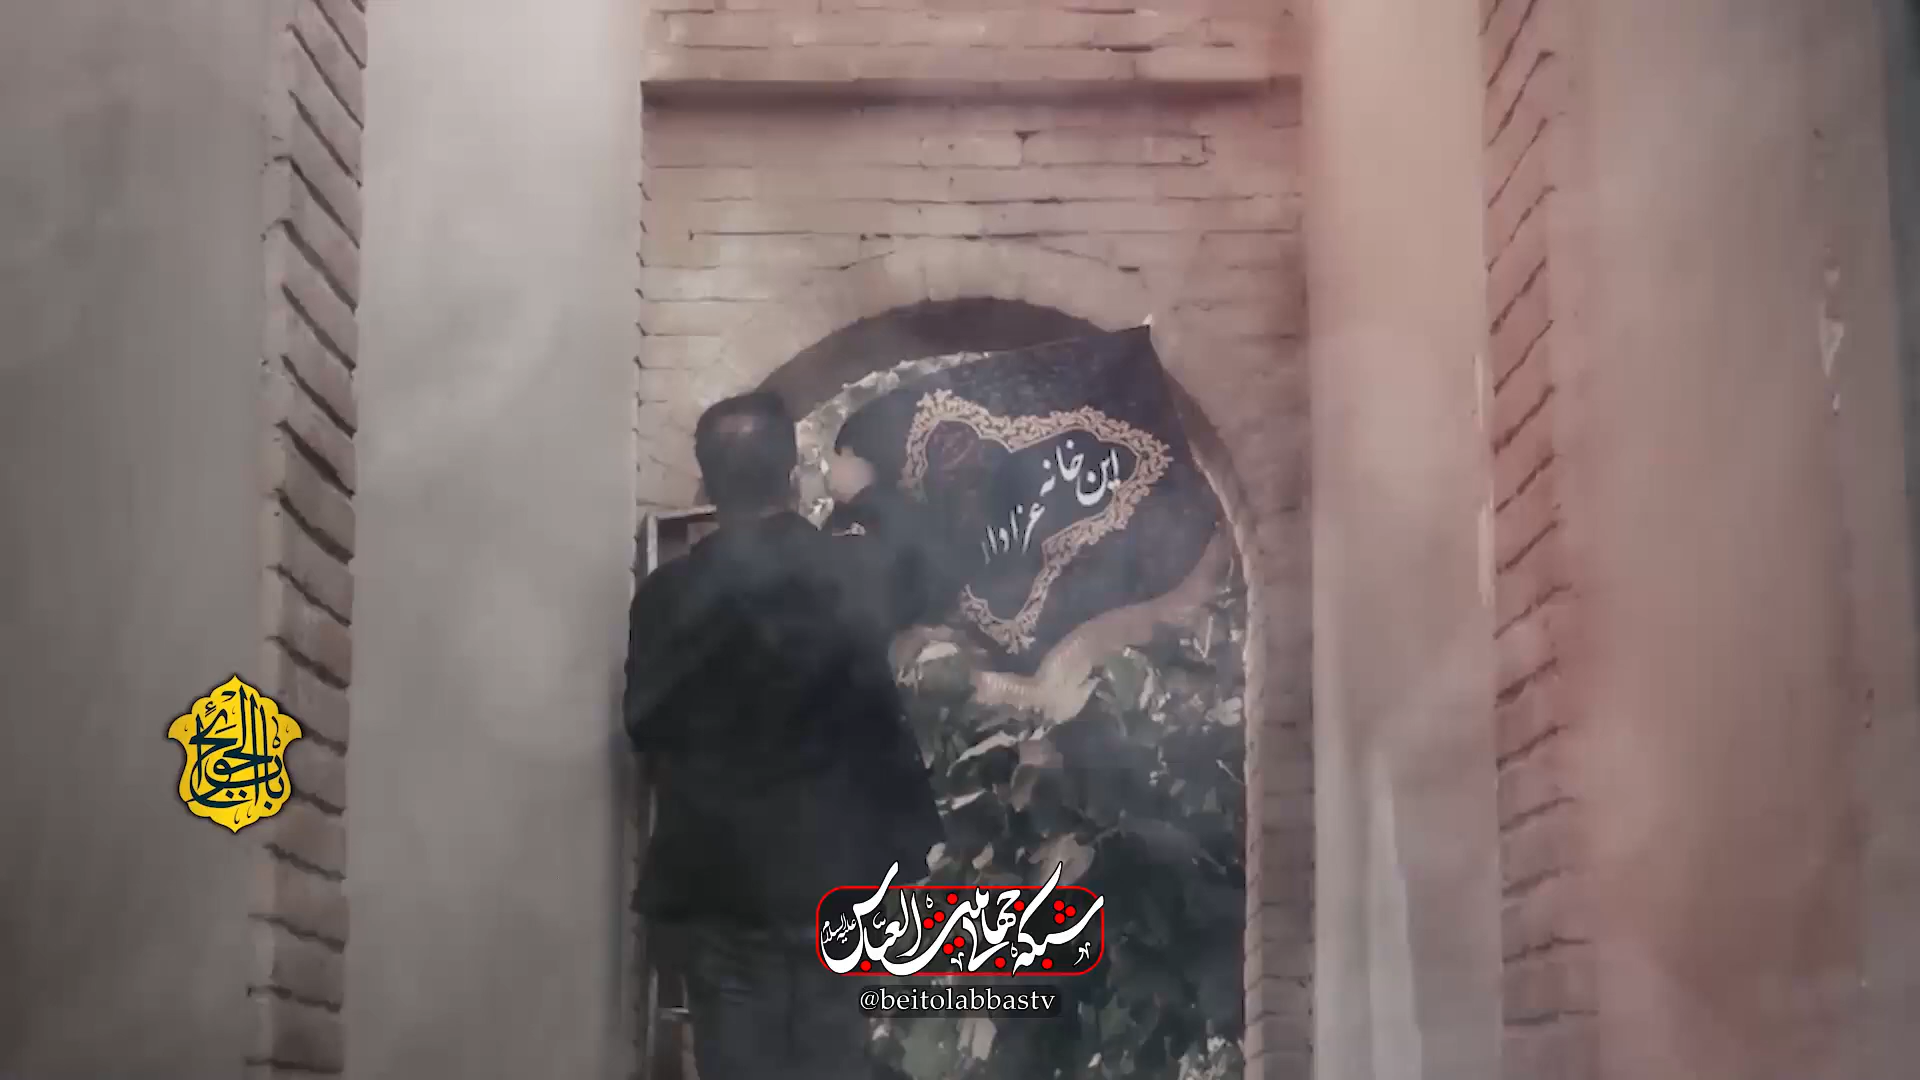 این خانه
عزادار
باب الحوائج
شبکه جهانی بیت العباس علیه السلام
@beitolabbastv